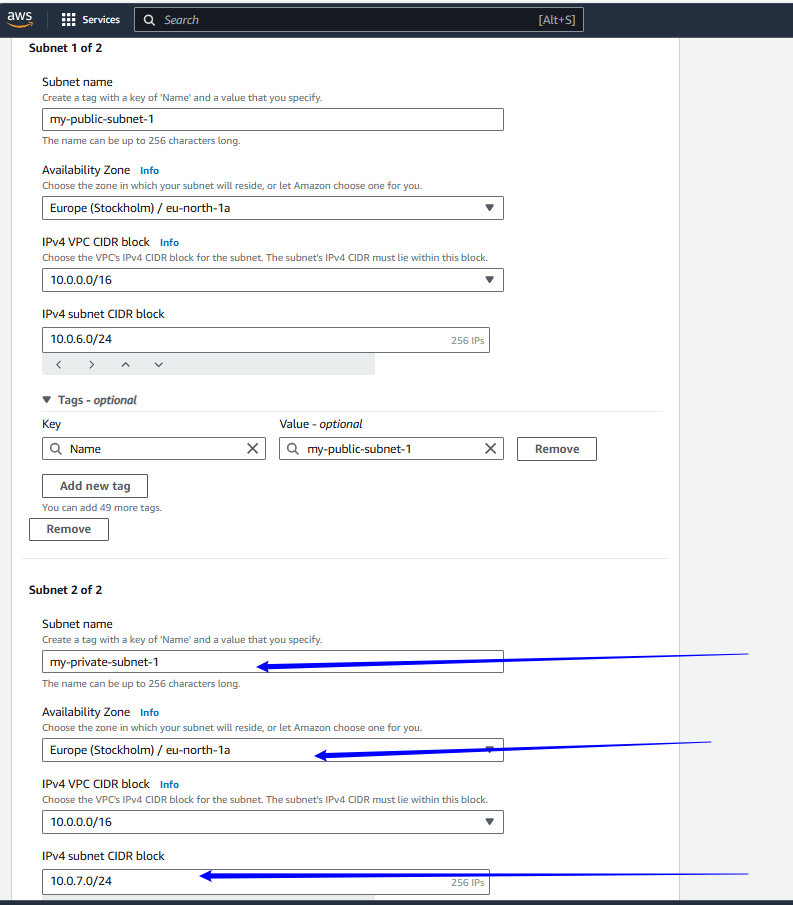 aws Services Search [Alt+S]
Subnet 1 of 2
Subnet name
Create a tag with a key of 'Name' and a value that you specify.
my-public-subnet-1
The name can be up to 256 characters long.
Availability Zone Info
Choose the zone in which your subnet will reside, or let Amazon choose one for you.
Europe (Stockholm) / eu-north-1a
IPv4 VPC CIDR block Info
Choose the VPC's IPv4 CIDR block for the subnet. The subnet's IPv4 CIDR must lie within this block.
10.0.0.0/16
IPv4 subnet CIDR block
10.0.6.0/24 256 IPs
Tags - optional
Key Value - optional
Name my-public-subnet-1 Remove
Add new tag
You can add 49 more tags.
Remove
Subnet 2 of 2
Subnet name
Create a tag with a key of 'Name' and a value that you specify.
my-private-subnet-1
The name can be up to 256 characters long.
Availability Zone Info
Choose the zone in which your subnet will reside, or let Amazon choose one for you.
Europe (Stockholm) / eu-north-1a
IPv4 VPC CIDR block Info
Choose the VPC's IPv4 CIDR block for the subnet. The subnet's IPv4 CIDR must lie within this block.
10.0.0.0/16
IPv4 subnet CIDR block
10.0.7.0/24 256 IPs